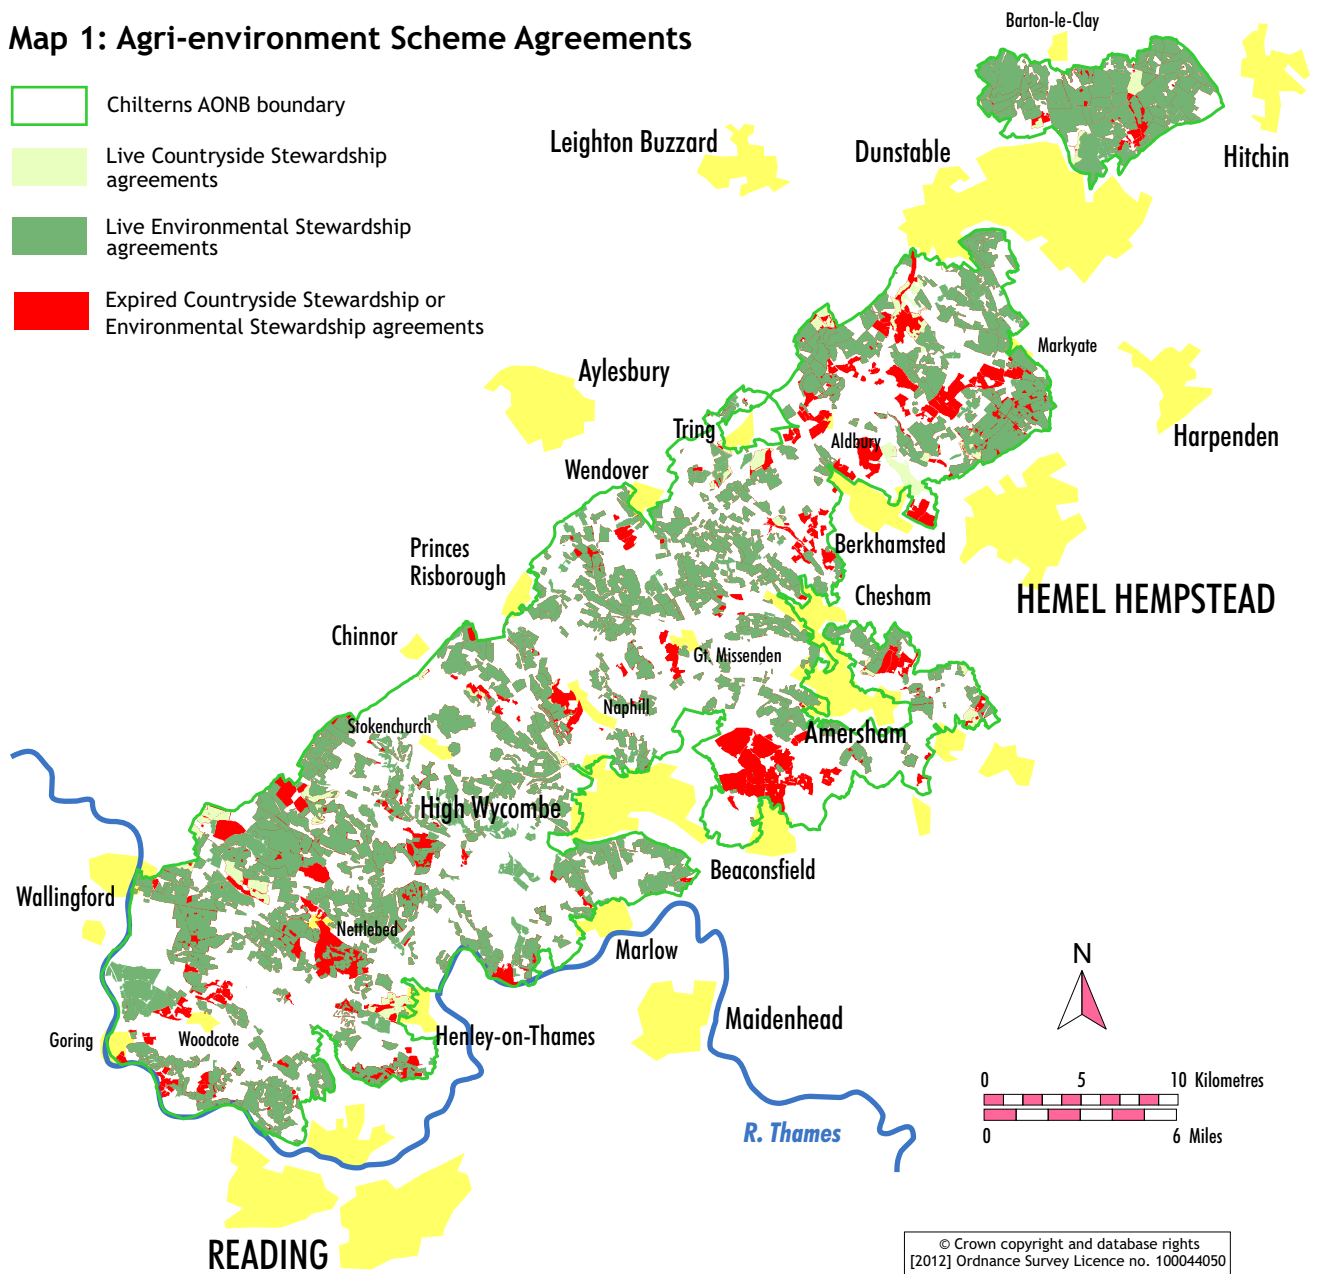 Map 1: Agri-environment Scheme Agreements
Chilterns AONB boundary
Live Countryside Stewardship
agreements
Live Environmental Stewardship
agreements
Expired Countryside Stewardship or
Environmental Stewardship agreements
Barton-le-Clay
Leighton Buzzard
Dunstable
Hitchin
Markyate
Aylesbury
Harpenden
Tring
Aldbury
Wendover
Berkhamsted
Princes
Risborough
HEMEL HEMPSTEAD
Chesham
Chinnor
Gt. Missenden
Naphill
Stokenchurch
Amersham
High Wycombe
Beaconsfield
Wallingford
Nettlebed
Marlow
N
Maidenhead
Goring
Woodcote
Henley-on-Thames
0 5 10 Kilometres
0 6 Miles
R. Thames
READING
© Crown copyright and database rights
[2012] Ordnance Survey Licence no. 100044050